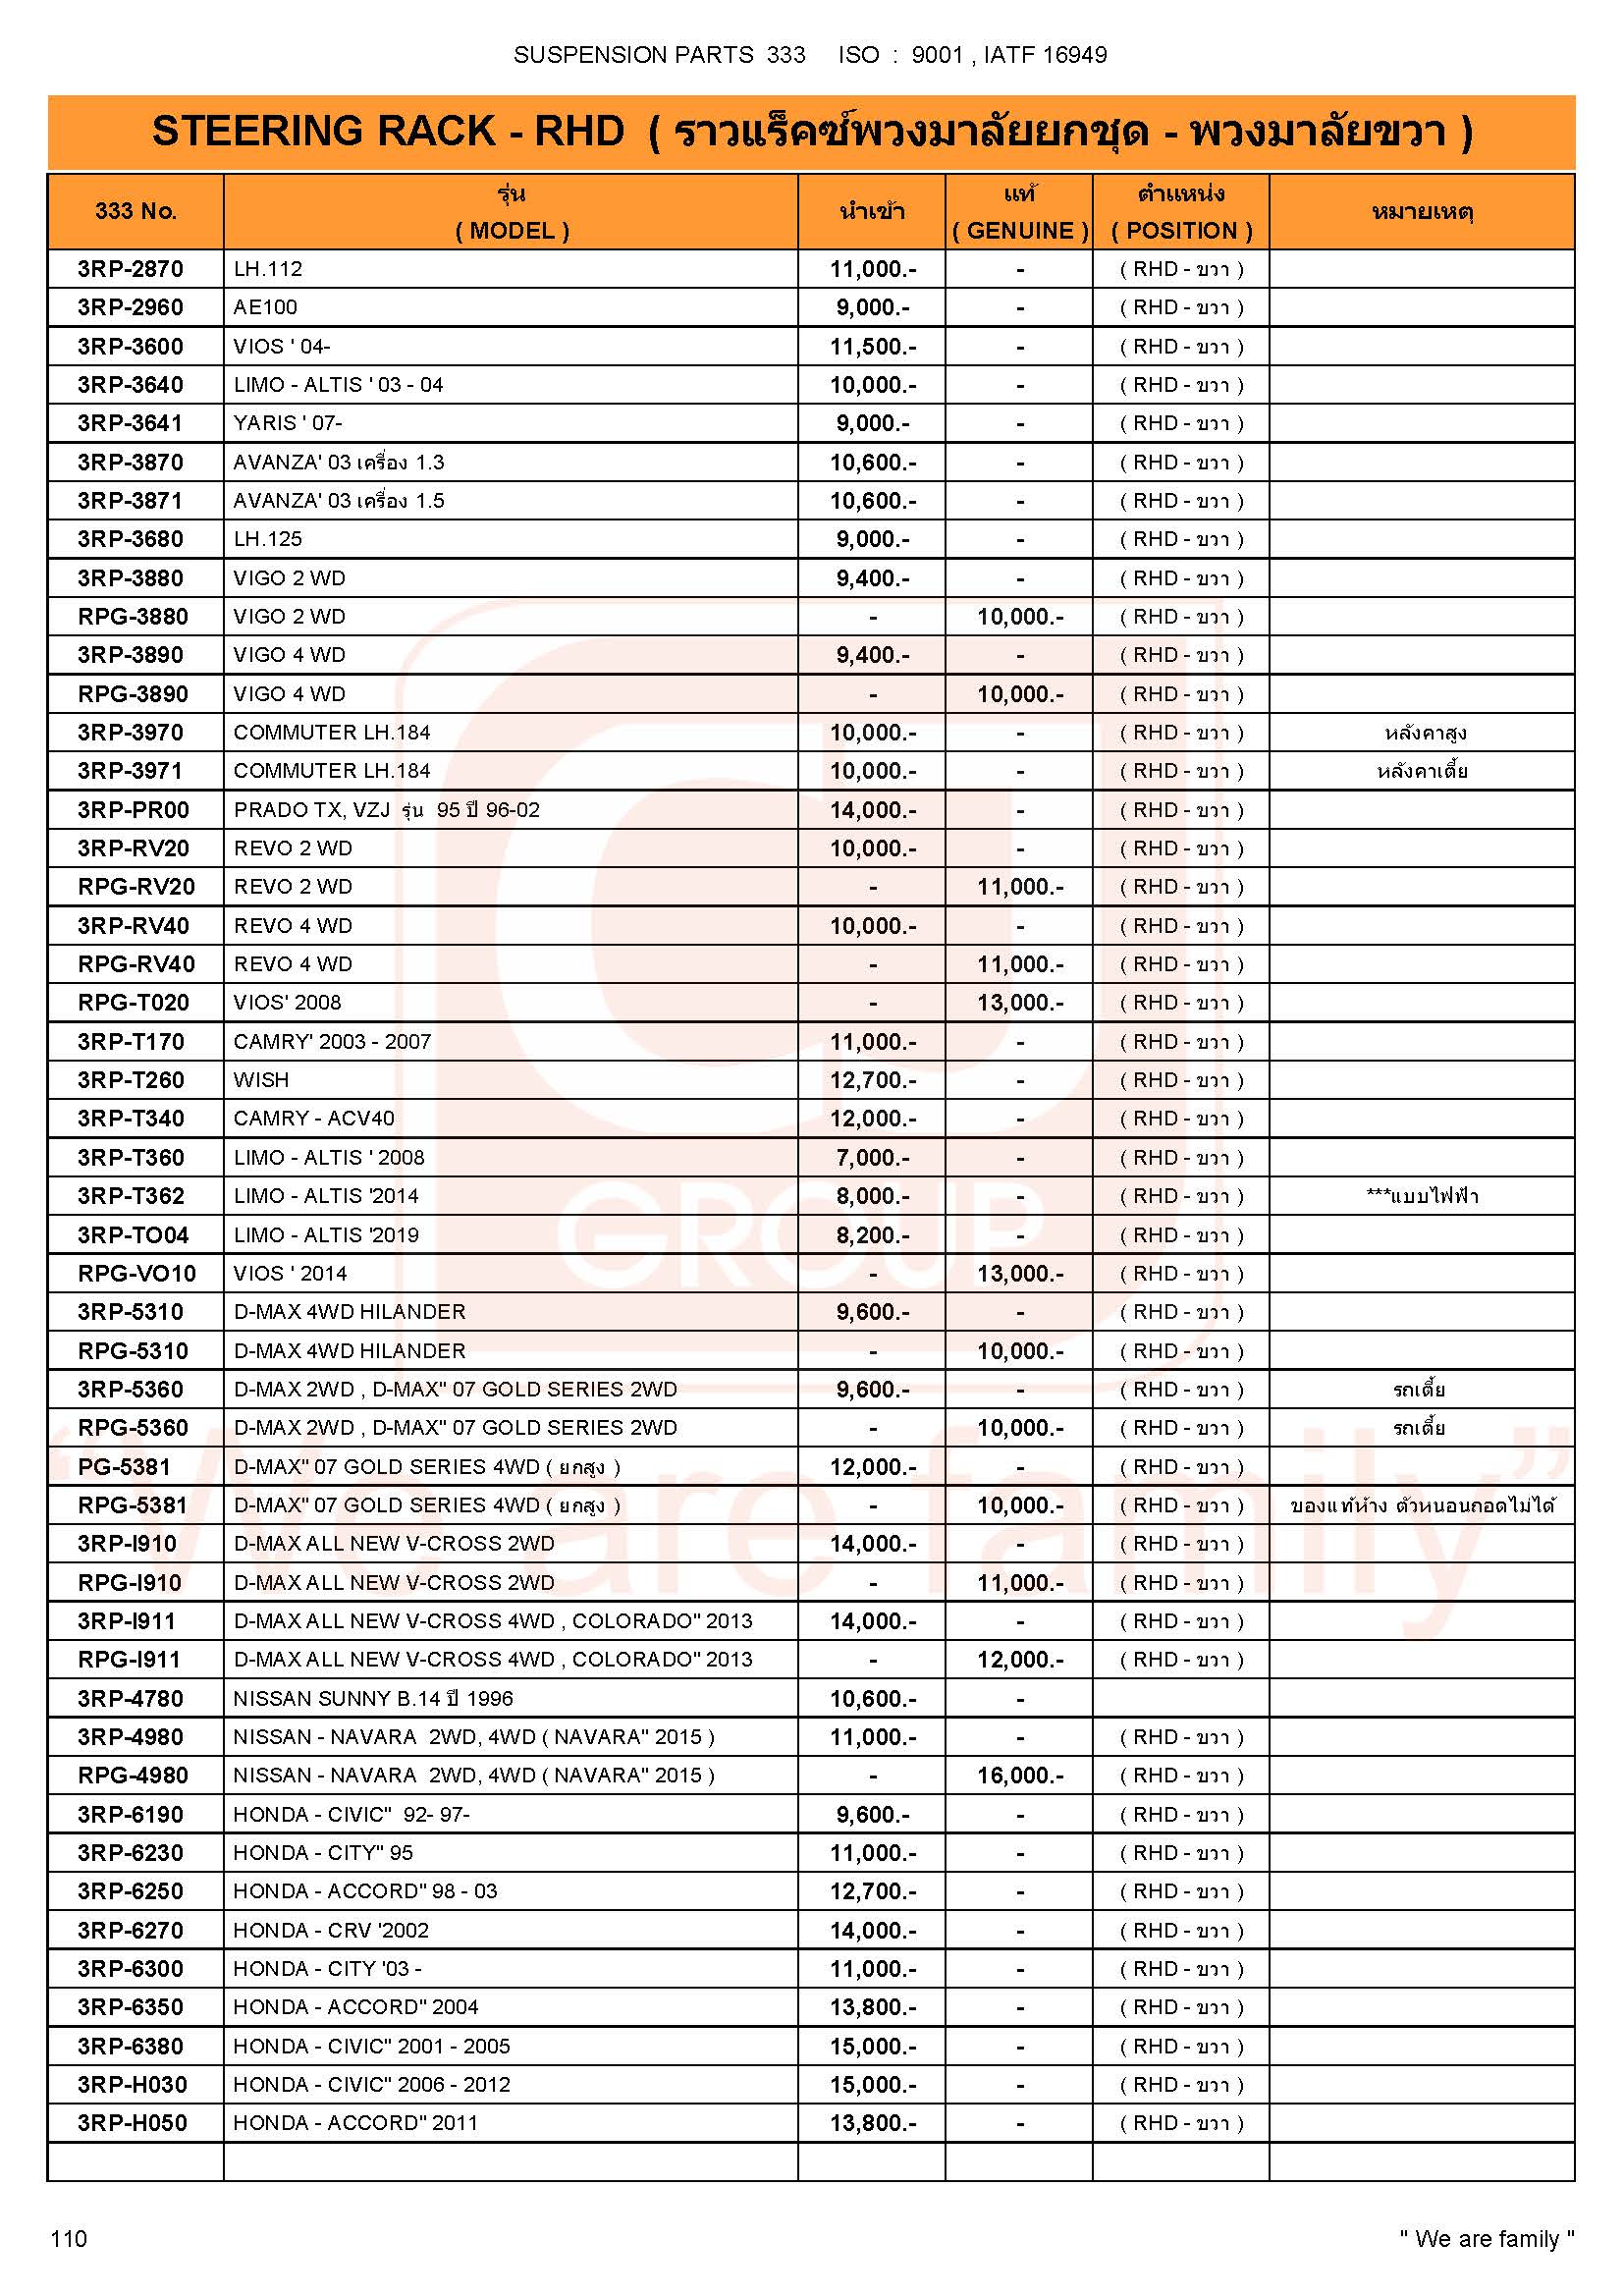 SUSPENSION PARTS 333 ISO : 9001 , IATF 16949
STEERING RACK - RHD ( ราวแร็คซ์พวงมาลัยยกชุด - พวงมาลัยขวา )
333 No. รุ่น ( MODEL ) นำเข้า แท้ ( GENUINE ) ตำแหน่ง ( POSITION ) หมายเหตุ
3RP-2870 LH.112 11,000.- - ( RHD - ขวา )
3RP-2960 AE100 9,000.- - ( RHD - ขวา )
3RP-3600 VIOS ' 04- 11,500.- - ( RHD - ขวา )
3RP-3640 LIMO - ALTIS ' 03 - 04 10,000.- - ( RHD - ขวา )
3RP-3641 YARIS ' 07- 9,000.- - ( RHD - ขวา )
3RP-3870 AVANZA' 03 เครื่อง 1.3 10,600.- - ( RHD - ขวา )
3RP-3871 AVANZA' 03 เครื่อง 1.5 10,600.- - ( RHD - ขวา )
3RP-3680 LH.125 9,000.- - ( RHD - ขวา )
3RP-3880 VIGO 2 WD 9,400.- - ( RHD - ขวา )
RPG-3880 VIGO 2 WD - 10,000.- ( RHD - ขวา )
3RP-3890 VIGO 4 WD 9,400.- - ( RHD - ขวา )
RPG-3890 VIGO 4 WD - 10,000.- ( RHD - ขวา )
3RP-3970 COMMUTER LH.184 10,000.- - ( RHD - ขวา ) หลังคาสูง
3RP-3971 COMMUTER LH.184 10,000.- - ( RHD - ขวา ) หลังคาเตี้ย
3RP-PR00 PRADO TX, VZJ รุ่น 95 ปี 96-02 14,000.- - ( RHD - ขวา )
3RP-RV20 REVO 2 WD 10,000.- - ( RHD - ขวา )
RPG-RV20 REVO 2 WD - 11,000.- ( RHD - ขวา )
3RP-RV40 REVO 4 WD 10,000.- - ( RHD - ขวา )
RPG-RV40 REVO 4 WD - 11,000.- ( RHD - ขวา )
RPG-T020 VIOS' 2008 - 13,000.- ( RHD - ขวา )
3RP-T170 CAMRY' 2003 - 2007 11,000.- - ( RHD - ขวา )
3RP-T260 WISH 12,700.- - ( RHD - ขวา )
3RP-T340 CAMRY - ACV40 12,000.- - ( RHD - ขวา )
3RP-T360 LIMO - ALTIS ' 2008 7,000.- - ( RHD - ขวา )
3RP-T362 LIMO - ALTIS '2014 8,000.- - ( RHD - ขวา ) ***แบบไฟฟ้า
3RP-TO04 LIMO - ALTIS '2019 8,200.- - ( RHD - ขวา )
RPG-VO10 VIOS ' 2014 - 13,000.- ( RHD - ขวา )
3RP-5310 D-MAX 4WD HILANDER 9,600.- - ( RHD - ขวา )
RPG-5310 D-MAX 4WD HILANDER - 10,000.- ( RHD - ขวา )
3RP-5360 D-MAX 2WD , D-MAX" 07 GOLD SERIES 2WD 9,600.- - ( RHD - ขวา ) รถเตี้ย
RPG-5360 D-MAX 2WD , D-MAX" 07 GOLD SERIES 2WD - 10,000.- ( RHD - ขวา ) รถเตี้ย
PG-5381 D-MAX" 07 GOLD SERIES 4WD ( ยกสูง ) 12,000.- - ( RHD - ขวา )
RPG-5381 D-MAX" 07 GOLD SERIES 4WD ( ยกสูง ) - 10,000.- ( RHD - ขวา ) ของแท้ห้าง ตัวหนอนถอดไม่ได้
3RP-I910 D-MAX ALL NEW V-CROSS 2WD 14,000.- - ( RHD - ขวา )
RPG-I910 D-MAX ALL NEW V-CROSS 2WD - 11,000.- ( RHD - ขวา )
3RP-I911 D-MAX ALL NEW V-CROSS 4WD , COLORADO" 2013 14,000.- - ( RHD - ขวา )
RPG-I911 D-MAX ALL NEW V-CROSS 4WD , COLORADO" 2013 - 12,000.- ( RHD - ขวา )
3RP-4780 NISSAN SUNNY B.14 ปี 1996 10,600.- -
3RP-4980 NISSAN - NAVARA 2WD, 4WD ( NAVARA" 2015 ) 11,000.- - ( RHD - ขวา )
RPG-4980 NISSAN - NAVARA 2WD, 4WD ( NAVARA" 2015 ) - 16,000.- ( RHD - ขวา )
3RP-6190 HONDA - CIVIC" 92- 97- 9,600.- - ( RHD - ขวา )
3RP-6230 HONDA - CITY" 95 11,000.- - ( RHD - ขวา )
3RP-6250 HONDA - ACCORD" 98 - 03 12,700.- - ( RHD - ขวา )
3RP-6270 HONDA - CRV '2002 14,000.- - ( RHD - ขวา )
3RP-6300 HONDA - CITY '03 - 11,000.- - ( RHD - ขวา )
3RP-6350 HONDA - ACCORD" 2004 13,800.- - ( RHD - ขวา )
3RP-6380 HONDA - CIVIC" 2001 - 2005 15,000.- - ( RHD - ขวา )
3RP-H030 HONDA - CIVIC" 2006 - 2012 15,000.- - ( RHD - ขวา )
3RP-H050 HONDA - ACCORD" 2011 13,800.- - ( RHD - ขวา )
CJ
GROUP
“We are family”
110 " We are family "